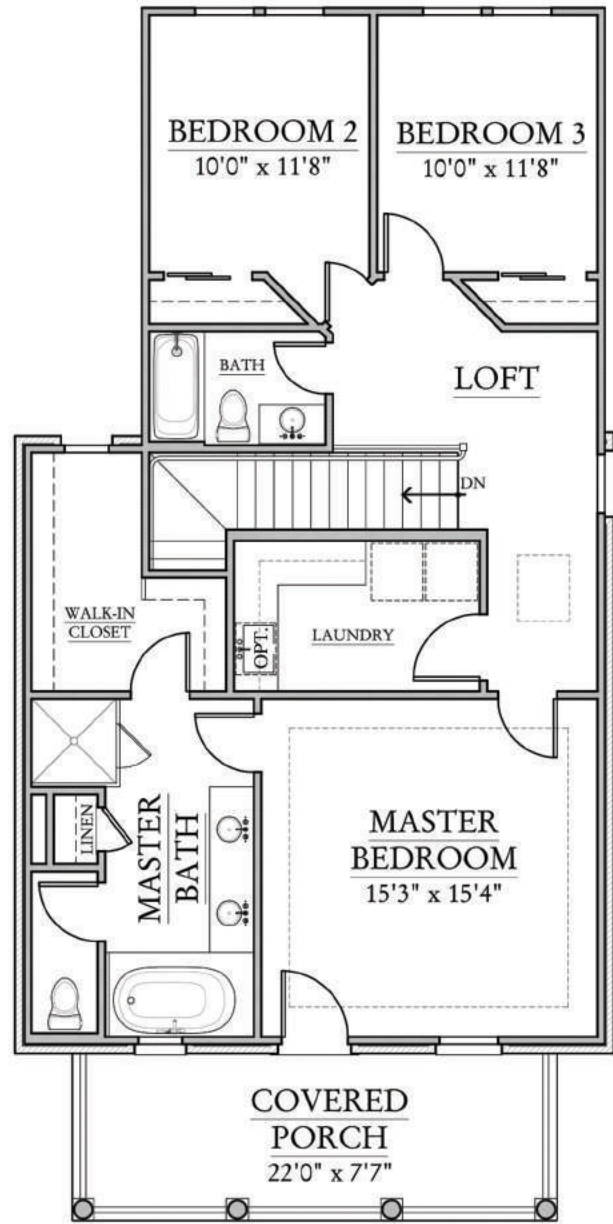 BEDROOM 2
10'0" x 11'8"
BEDROOM 3
10'0" x 11'8"
BATH
LOFT
DN
WALK-IN
CLOSET
OPT.
LAUNDRY
LINEN
MASTER
BATH
MASTER
BEDROOM
15'3" x 15'4"
COVERED
PORCH
22'0" x 7'7"